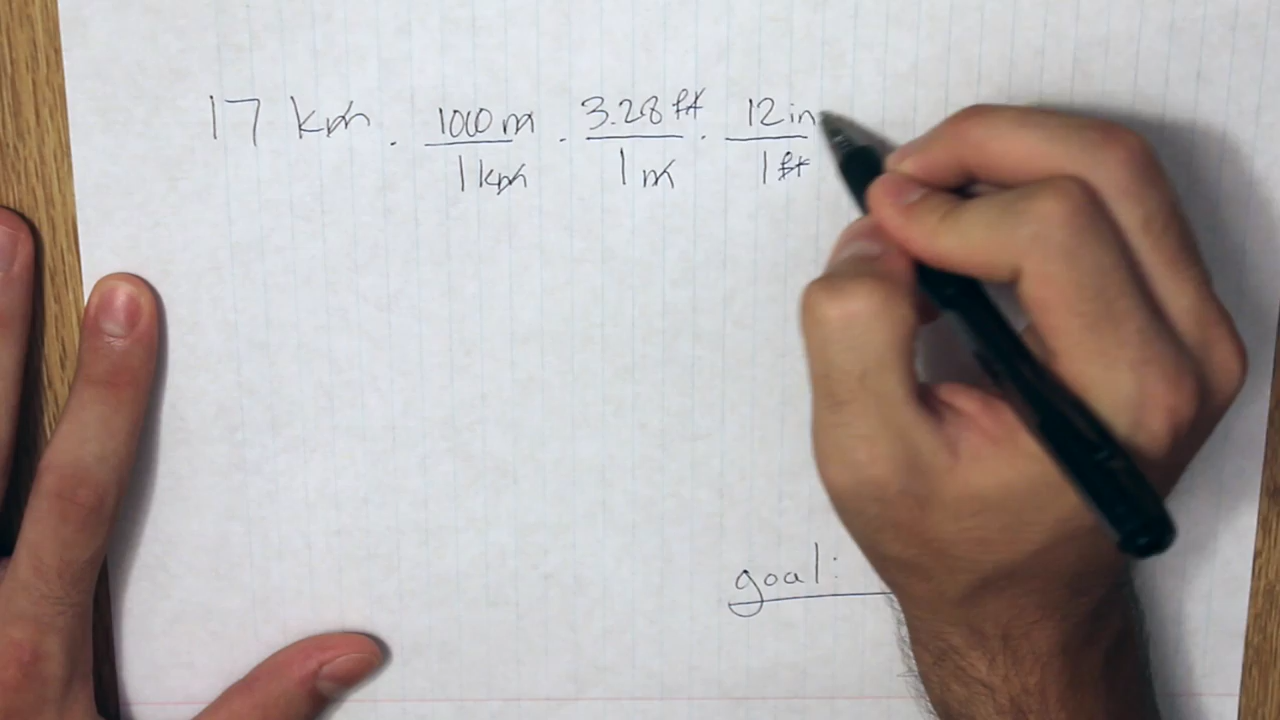 17 km · 1000 m / 1 km · 3.28 ft / 1 m · 12 in / 1 ft
goal: